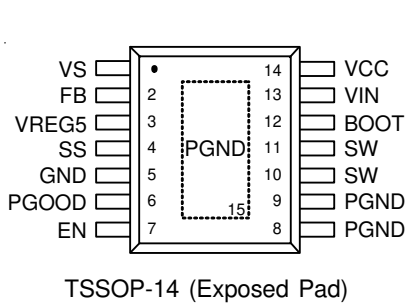 VS 14 VCC
FB 2 13 VIN
VREG5 3 12 BOOT
SS 4 PGND 11 SW
GND 5 10 SW
PGOOD 6 9 PGND
15
EN 7 8 PGND
TSSOP-14 (Exposed Pad)